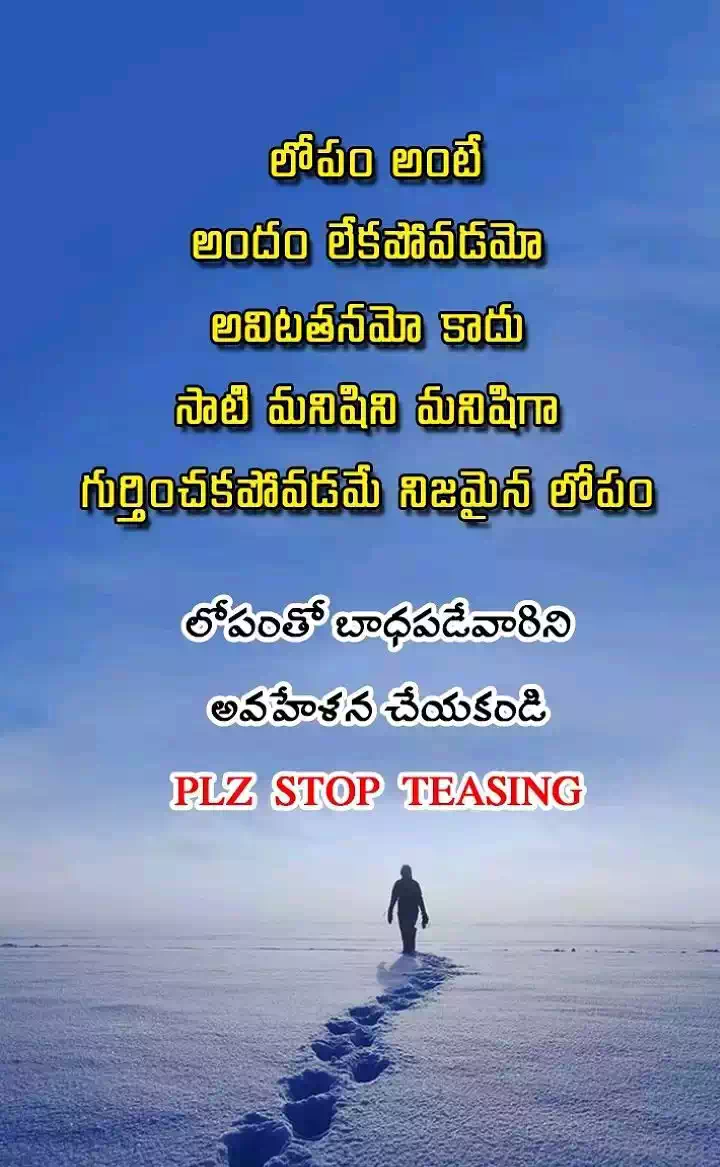 లోపం అంటే
అందం లేకపోవడమో
అవిటతనమో కాదు
సాటి మనిషిని మనిషిగా
గుర్తించకపోవడమే నిజమైన లోపం
లోపంతో బాధపడేవారిని
అవహేళన చేయకండి
PLZ STOP TEASING